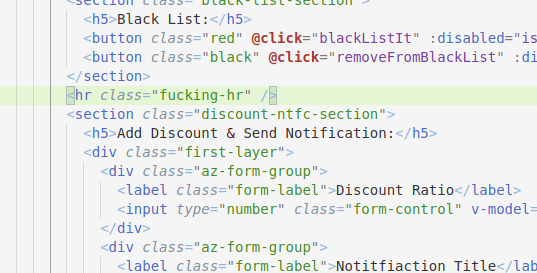 <section class="black-list-section">
<h5>Black List:</h5>
<button class="red" @click="blackListIt" :disabled="is
<button class="black" @click="removeFromBlackList" :di
</section>
<hr class="fucking-hr" />
<section class="discount-ntfc-section">
<h5>Add Discount & Send Notification:</h5>
<div class="first-layer">
<div class="az-form-group">
<label class="form-label">Discount Ratio</label>
<input type="number" class="form-control" v-model=
</div>
<div class="az-form-group">
<label class="form-label">Notitfiaction Title</lab